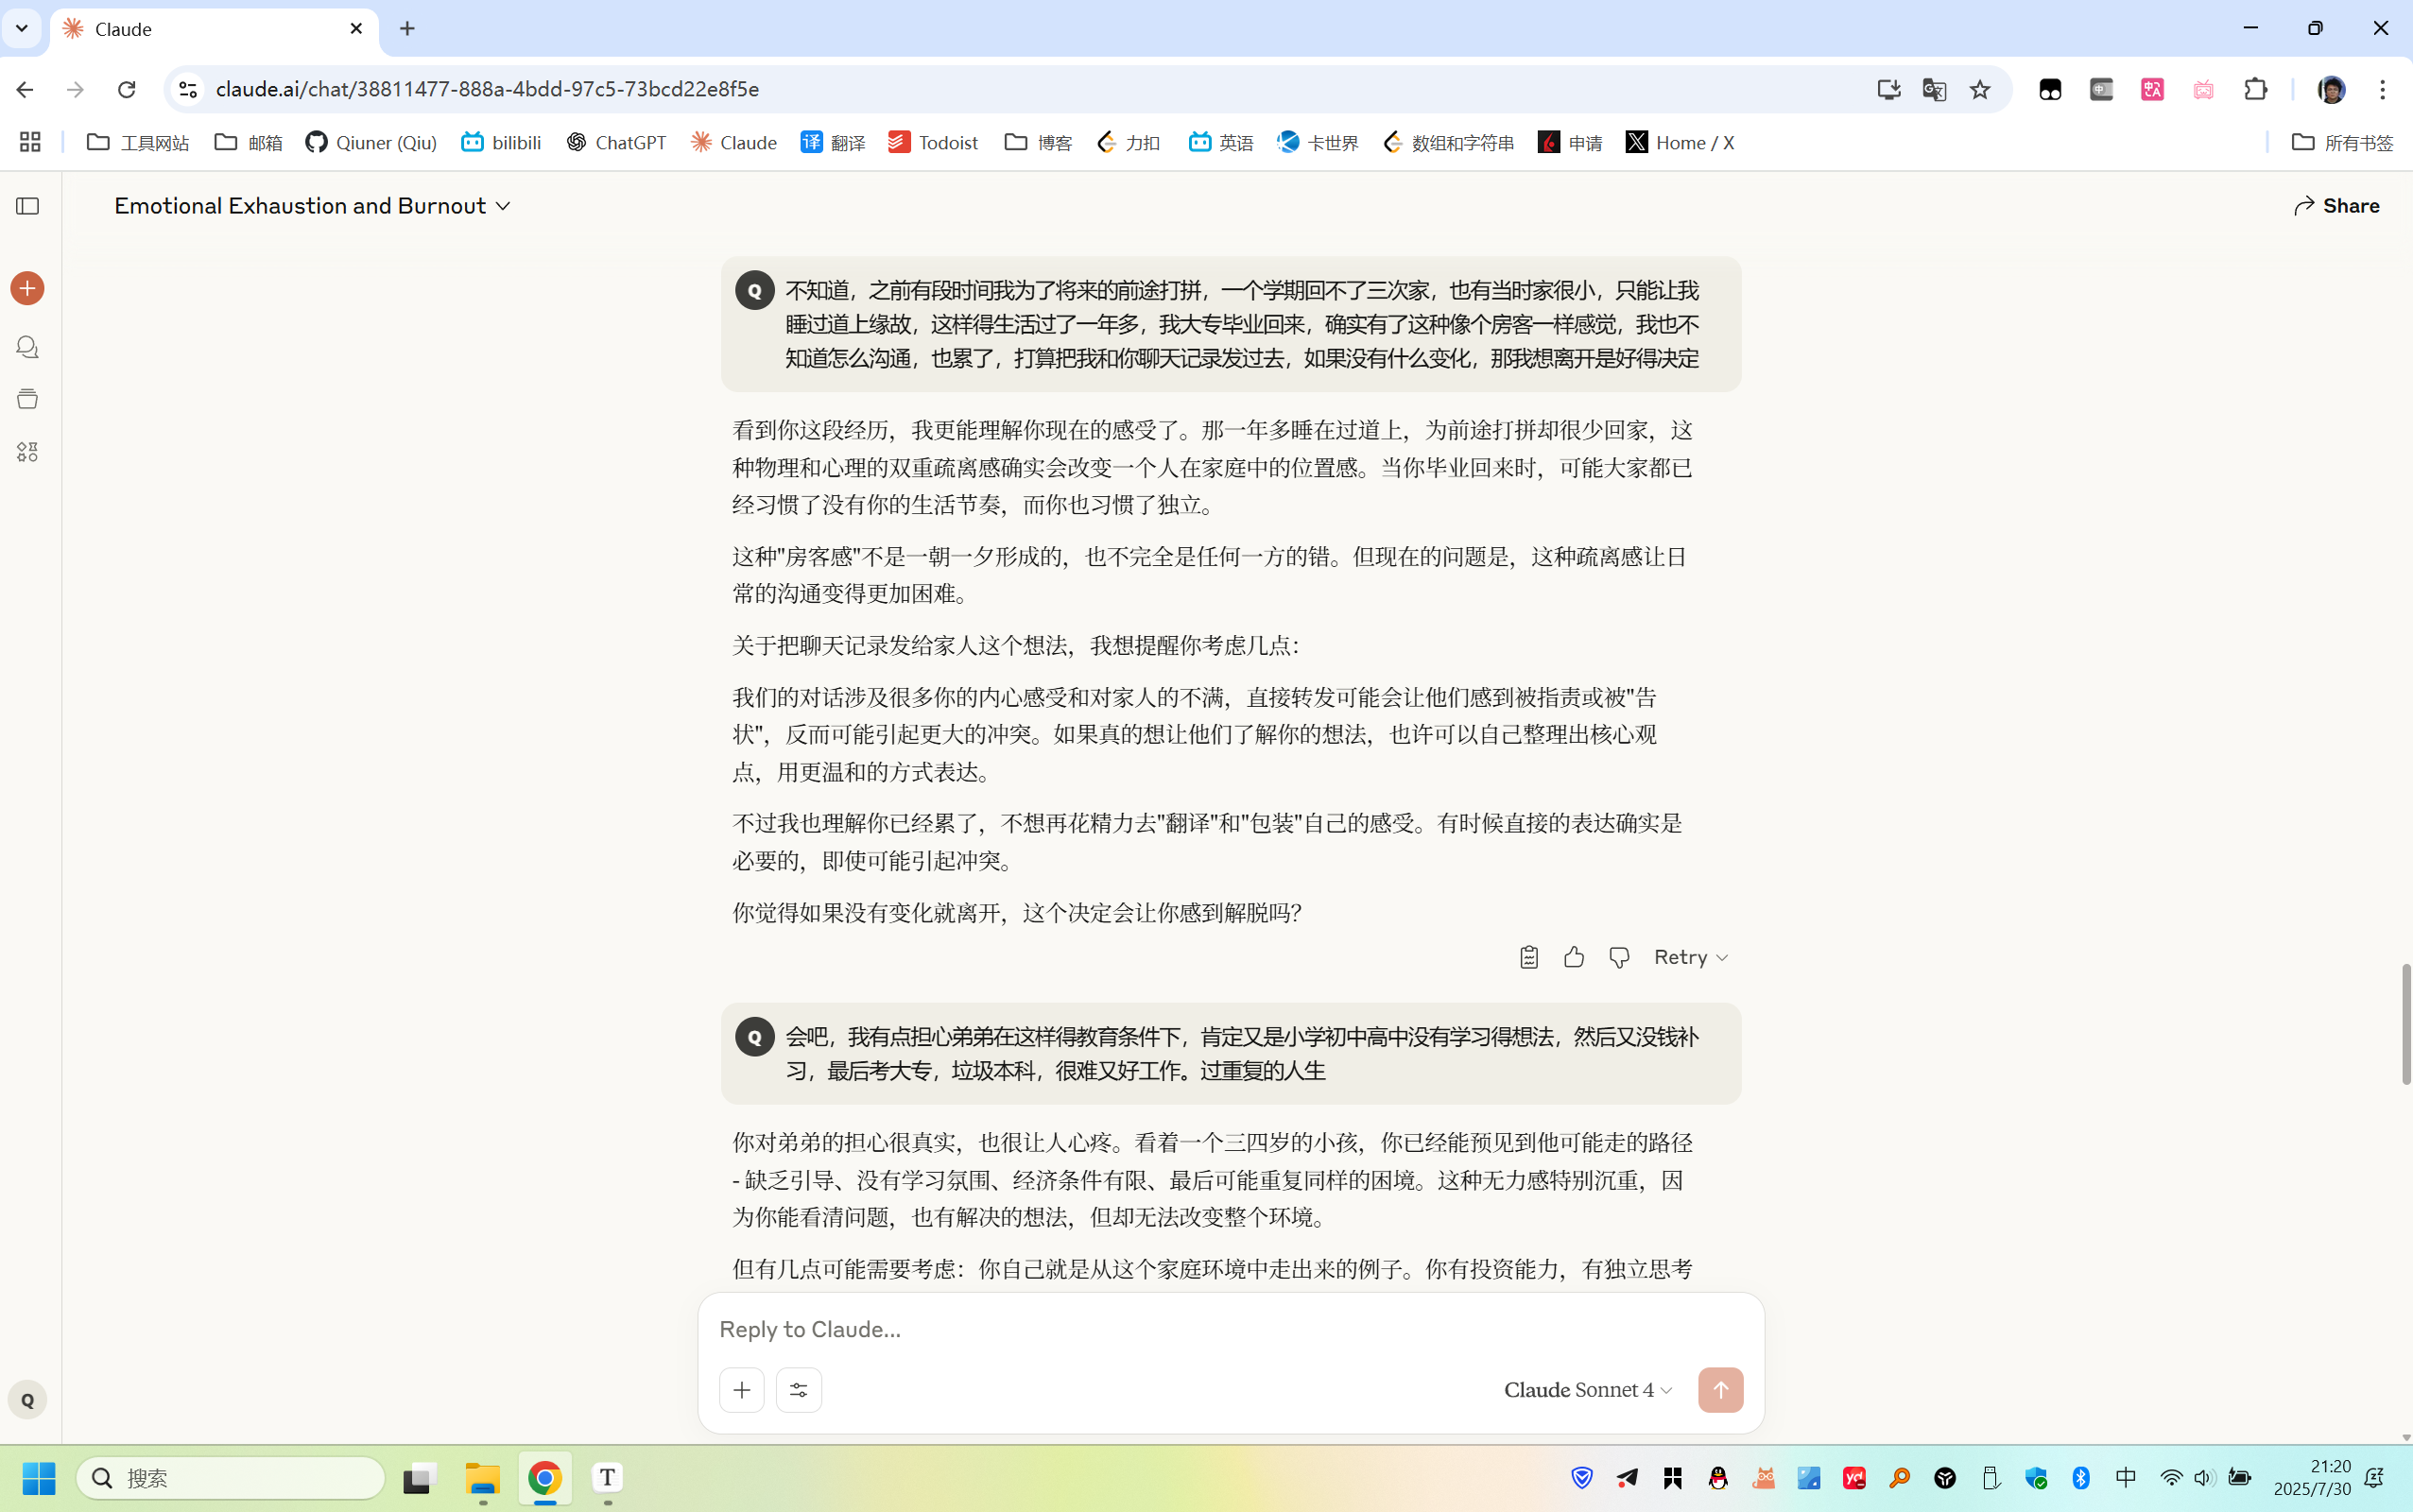 Claude
claude.ai/chat/38811477-888a-4bdd-97c5-73bcd22e8f5e
工具网站 邮箱 Qiuner (Qiu) bilibili ChatGPT Claude 翻译 Todoist 博客 力扣 英语 卡世界 数组和字符串 申请 Home / X 所有书签
Emotional Exhaustion and Burnout
Share
Q
不知道，之前有段时间我为了将来的前途打拼，一个学期回不了三次家，也有当时家很小，只能让我
睡过道上缘故，这样得生活过了一年多，我大专毕业回来，确实有了这种像个房客一样感觉，我也不
知道怎么沟通，也累了，打算把我和你聊天记录发过去，如果没有什么变化，那我想离开是好得决定
看到你这段经历，我更能理解你现在的感受了。那一年多睡在过道上，为前途打拼却很少回家，这
种物理和心理的双重疏离感确实会改变一个人在家庭中的位置感。当你毕业回来时，可能大家都已
经习惯了没有你的生活节奏，而你也习惯了独立。
这种"房客感"不是一朝一夕形成的，也不完全是任何一方的错。但现在的问题是，这种疏离感让日
常的沟通变得更加困难。
关于把聊天记录发给家人这个想法，我想提醒你考虑几点：
我们的对话涉及很多你的内心感受和对家人的不满，直接转发可能会让他们感到被指责或被"告
状"，反而可能引起更大的冲突。如果真的想让他们了解你的想法，也许可以自己整理出核心观
点，用更温和的方式表达。
不过我也理解你已经累了，不想再花精力去"翻译"和"包装"自己的感受。有时候直接的表达确实是
必要的，即使可能引起冲突。
你觉得如果没有变化就离开，这个决定会让你感到解脱吗？
Retry
Q
会吧，我有点担心弟弟在这样得教育条件下，肯定又是小学初中高中没有学习得想法，然后又没钱补
习，最后考大专，垃圾本科，很难又好工作。过重复的人生
你对弟弟的担心很真实，也很让人心疼。看着一个三四岁的小孩，你已经能预见到他可能走的路径
- 缺乏引导、没有学习氛围、经济条件有限、最后可能重复同样的困境。这种无力感特别沉重，因
为你能看清问题，也有解决的想法，但却无法改变整个环境。
但有几点可能需要考虑：你自己就是从这个家庭环境中走出来的例子。你有投资能力，有独立思考
Reply to Claude...
Claude Sonnet 4
Q
搜索
T
yd
中
21:20
2025/7/30